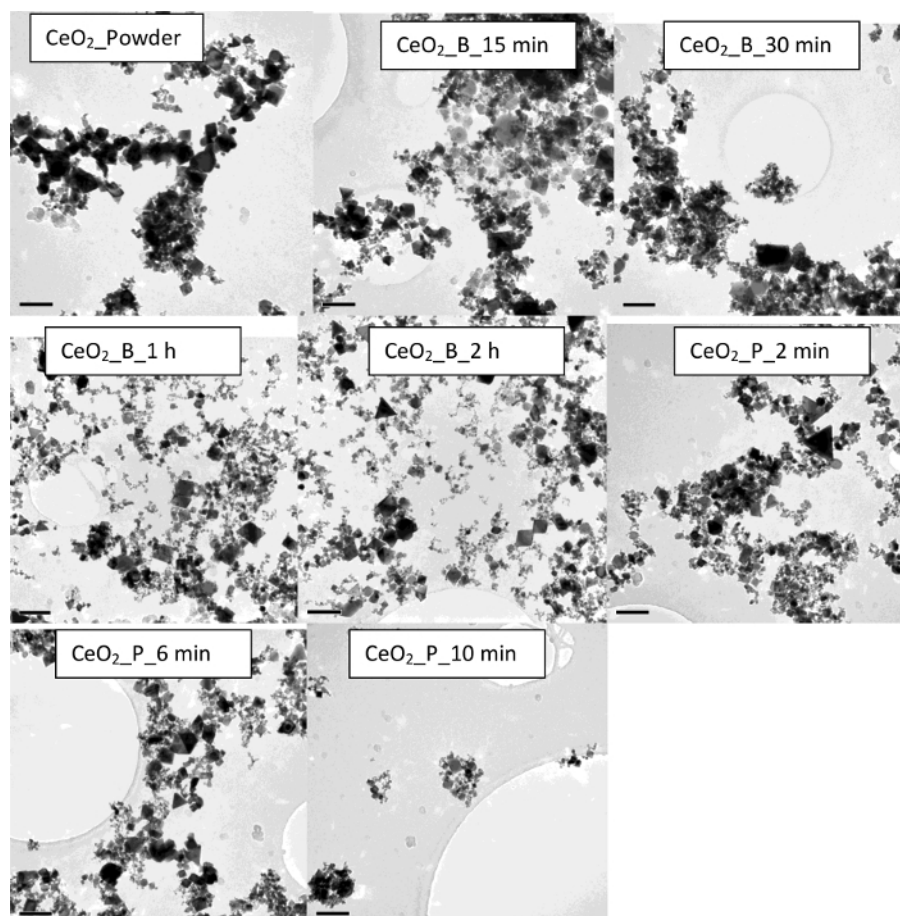 CeO₂_Powder
CeO₂_B_15 min
CeO₂_B_30 min
CeO₂_B_1 h
CeO₂_B_2 h
CeO₂_P_2 min
CeO₂_P_6 min
CeO₂_P_10 min